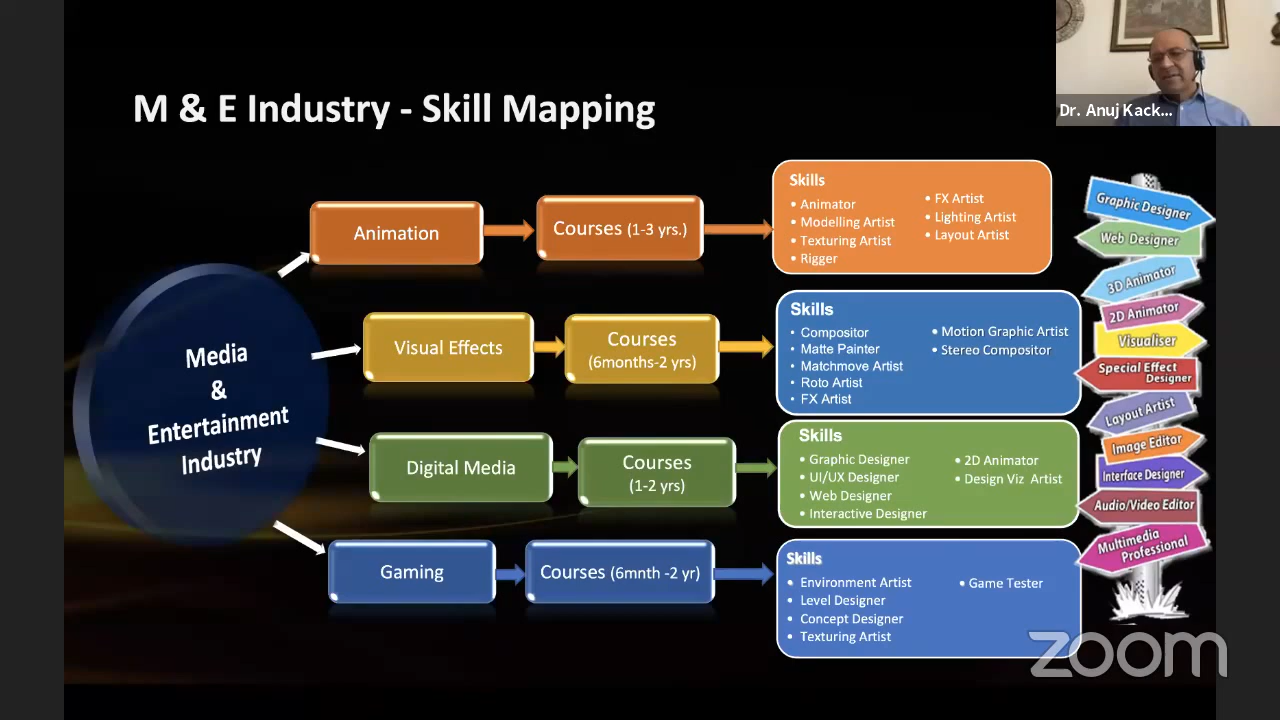 M & E Industry - Skill Mapping
Dr. Anuj Kack...
Media
&
Entertainment
Industry
Animation
Courses (1-3 yrs.)
Skills
• Animator
• Modelling Artist
• Texturing Artist
• Rigger
• FX Artist
• Lighting Artist
• Layout Artist
Visual Effects
Courses
(6months-2 yrs)
Skills
• Compositor
• Matte Painter
• Matchmove Artist
• Roto Artist
• FX Artist
• Motion Graphic Artist
• Stereo Compositor
Digital Media
Courses
(1-2 yrs)
Skills
• Graphic Designer
• UI/UX Designer
• Web Designer
• Interactive Designer
• 2D Animator
• Design Viz Artist
Gaming
Courses (6mnth -2 yr)
Skills
• Environment Artist
• Level Designer
• Concept Designer
• Texturing Artist
• Game Tester
Graphic Designer
Web Designer
3D Animator
2D Animator
Visualiser
Special Effect
Designer
Layout Artist
Image Editor
Interface Designer
Audio/Video Editor
Multimedia
Professional
zoom